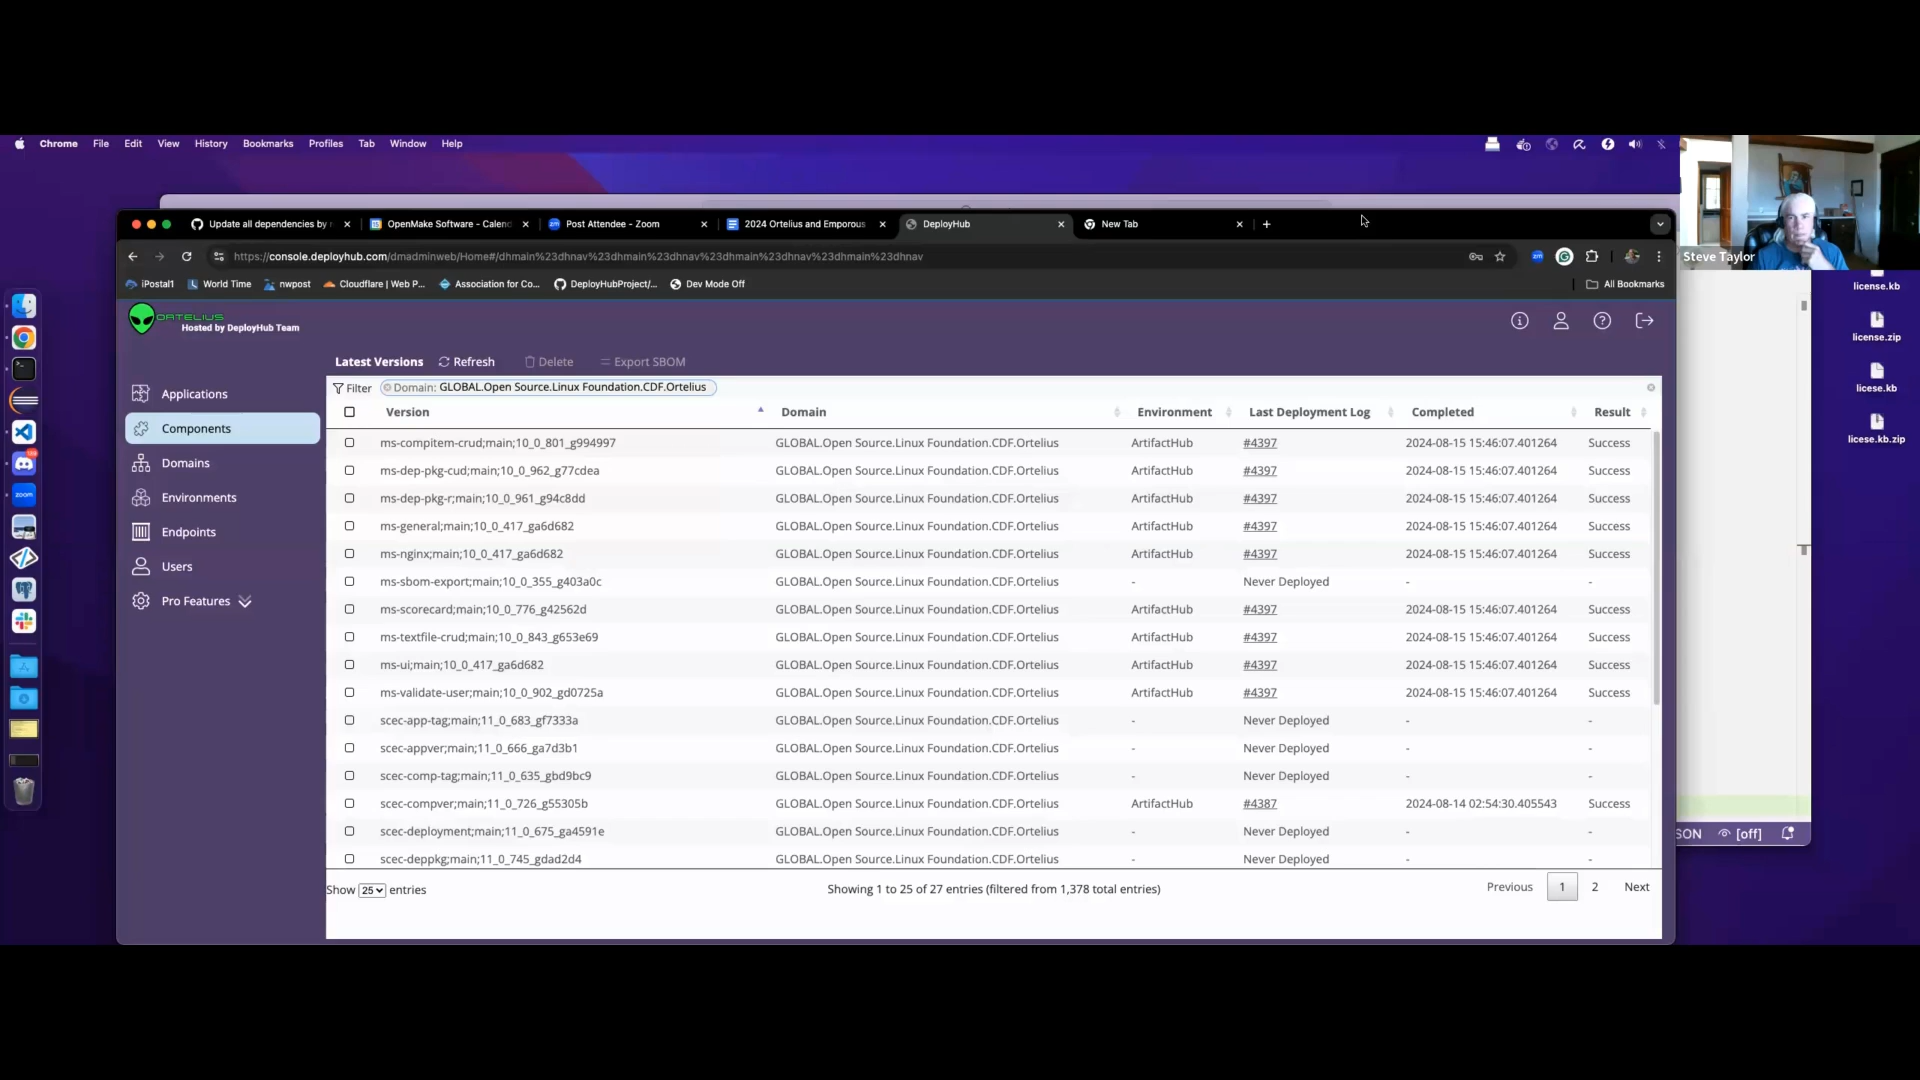 Chrome File Edit View History Bookmarks Profiles Tab Window Help
Update all dependencies by
OpenMake Software - Calend
Post Attendee - Zoom
2024 Ortelius and Emporous
DeployHub
New Tab
https://console.deployhub.com/dmadminweb/Home#/dhmain%23dhnav%23dhmain%23dhnav%23dhmain%23dhnav%23dhmain%23dhnav
iPostal1 World Time nwpost Cloudflare | Web P... Association for Co... DeployHubProject/... Dev Mode Off All Bookmarks
Steve Taylor
license.kb
license.zip
licese.kb
licese.kb.zip
ORTELIUS
Hosted by DeployHub Team
Latest Versions Refresh Delete Export SBOM
Filter Domain: GLOBAL.Open Source.Linux Foundation.CDF.Ortelius
Applications
Components
Domains
Environments
Endpoints
Users
Pro Features
Version Domain Environment Last Deployment Log Completed Result
ms-compitem-crud;main;10_0_801_g994997 GLOBAL.Open Source.Linux Foundation.CDF.Ortelius ArtifactHub #4397 2024-08-15 15:46:07.401264 Success
ms-dep-pkg-cud;main;10_0_962_g77cdea GLOBAL.Open Source.Linux Foundation.CDF.Ortelius ArtifactHub #4397 2024-08-15 15:46:07.401264 Success
ms-dep-pkg-r;main;10_0_961_g94c8dd GLOBAL.Open Source.Linux Foundation.CDF.Ortelius ArtifactHub #4397 2024-08-15 15:46:07.401264 Success
ms-general;main;10_0_417_ga6d682 GLOBAL.Open Source.Linux Foundation.CDF.Ortelius ArtifactHub #4397 2024-08-15 15:46:07.401264 Success
ms-nginx;main;10_0_417_ga6d682 GLOBAL.Open Source.Linux Foundation.CDF.Ortelius ArtifactHub #4397 2024-08-15 15:46:07.401264 Success
ms-sbom-export;main;10_0_355_g403a0c GLOBAL.Open Source.Linux Foundation.CDF.Ortelius - Never Deployed - -
ms-scorecard;main;10_0_776_g42562d GLOBAL.Open Source.Linux Foundation.CDF.Ortelius ArtifactHub #4397 2024-08-15 15:46:07.401264 Success
ms-textfile-crud;main;10_0_843_g653e69 GLOBAL.Open Source.Linux Foundation.CDF.Ortelius ArtifactHub #4397 2024-08-15 15:46:07.401264 Success
ms-ui;main;10_0_417_ga6d682 GLOBAL.Open Source.Linux Foundation.CDF.Ortelius ArtifactHub #4397 2024-08-15 15:46:07.401264 Success
ms-validate-user;main;10_0_902_gd0725a GLOBAL.Open Source.Linux Foundation.CDF.Ortelius ArtifactHub #4397 2024-08-15 15:46:07.401264 Success
scec-app-tag;main;11_0_683_gf7333a GLOBAL.Open Source.Linux Foundation.CDF.Ortelius - Never Deployed - -
scec-appver;main;11_0_666_ga7d3b1 GLOBAL.Open Source.Linux Foundation.CDF.Ortelius - Never Deployed - -
scec-comp-tag;main;11_0_635_gbd9bc9 GLOBAL.Open Source.Linux Foundation.CDF.Ortelius - Never Deployed - -
scec-compver;main;11_0_726_g55305b GLOBAL.Open Source.Linux Foundation.CDF.Ortelius ArtifactHub #4387 2024-08-14 02:54:30.405543 Success
scec-deployment;main;11_0_675_ga4591e GLOBAL.Open Source.Linux Foundation.CDF.Ortelius - Never Deployed - -
scec-deppkg;main;11_0_745_gdad2d4 GLOBAL.Open Source.Linux Foundation.CDF.Ortelius - Never Deployed - -
Show 25 entries Showing 1 to 25 of 27 entries (filtered from 1,378 total entries) Previous 1 2 Next
SON [off]
zoom